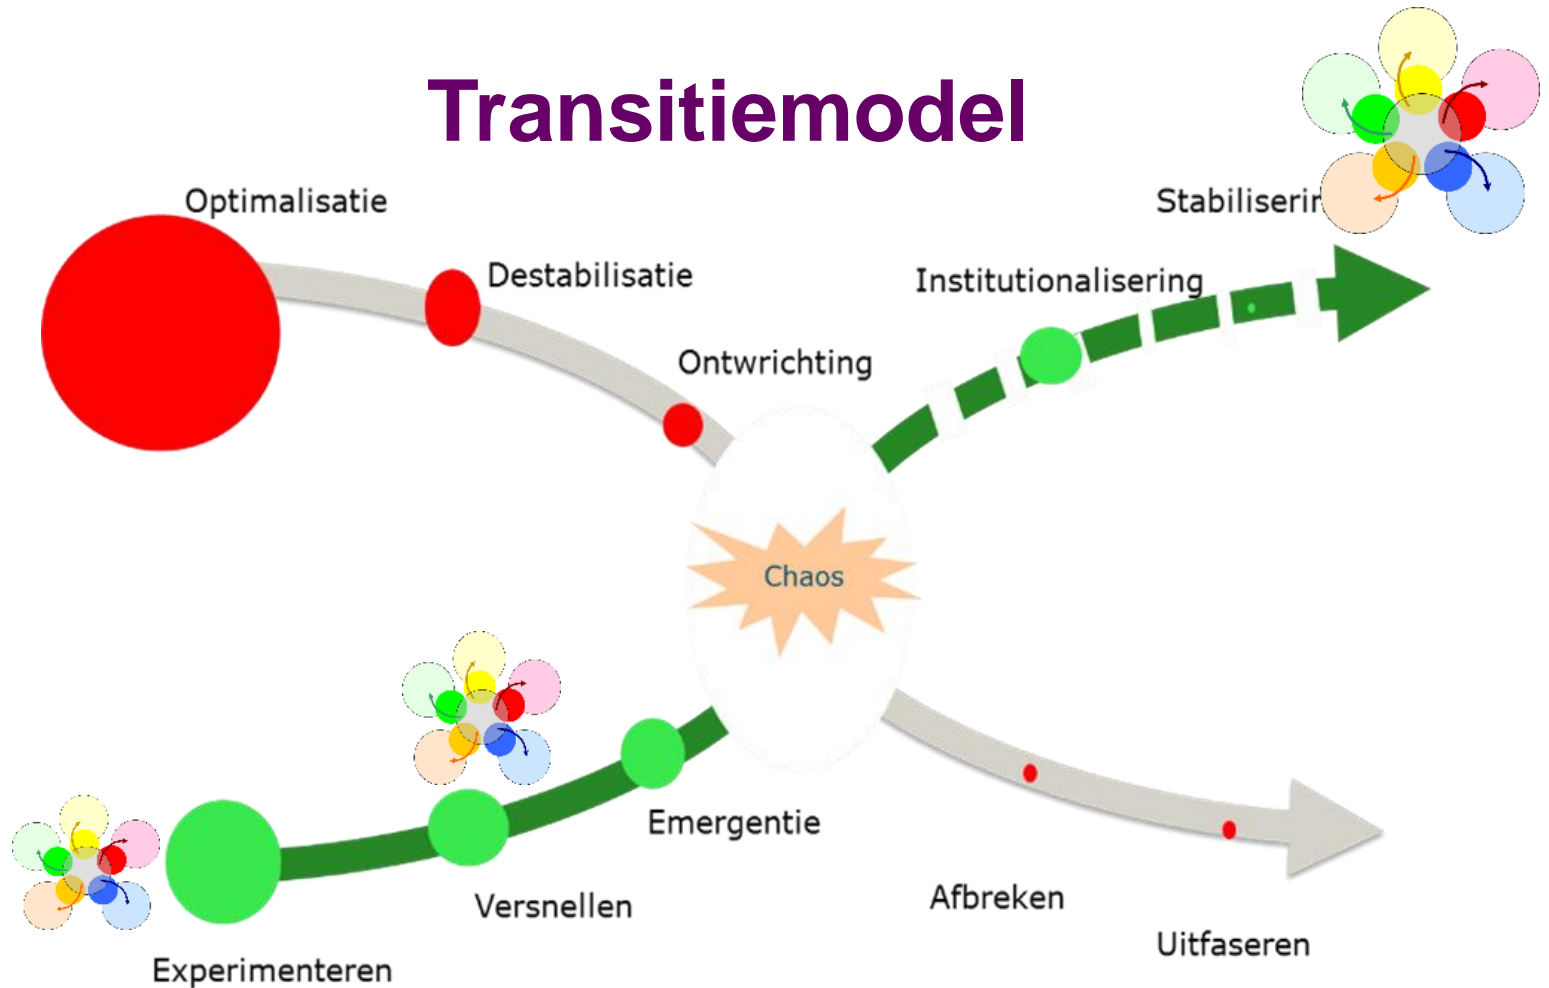 Transitiemodel
Optimalisatie
Stabiliserin
Destabilisatie
Institutionalisering
Ontwrichting
Chaos
Emergentie
Versnellen
Afbreken
Uitfaseren
Experimenteren